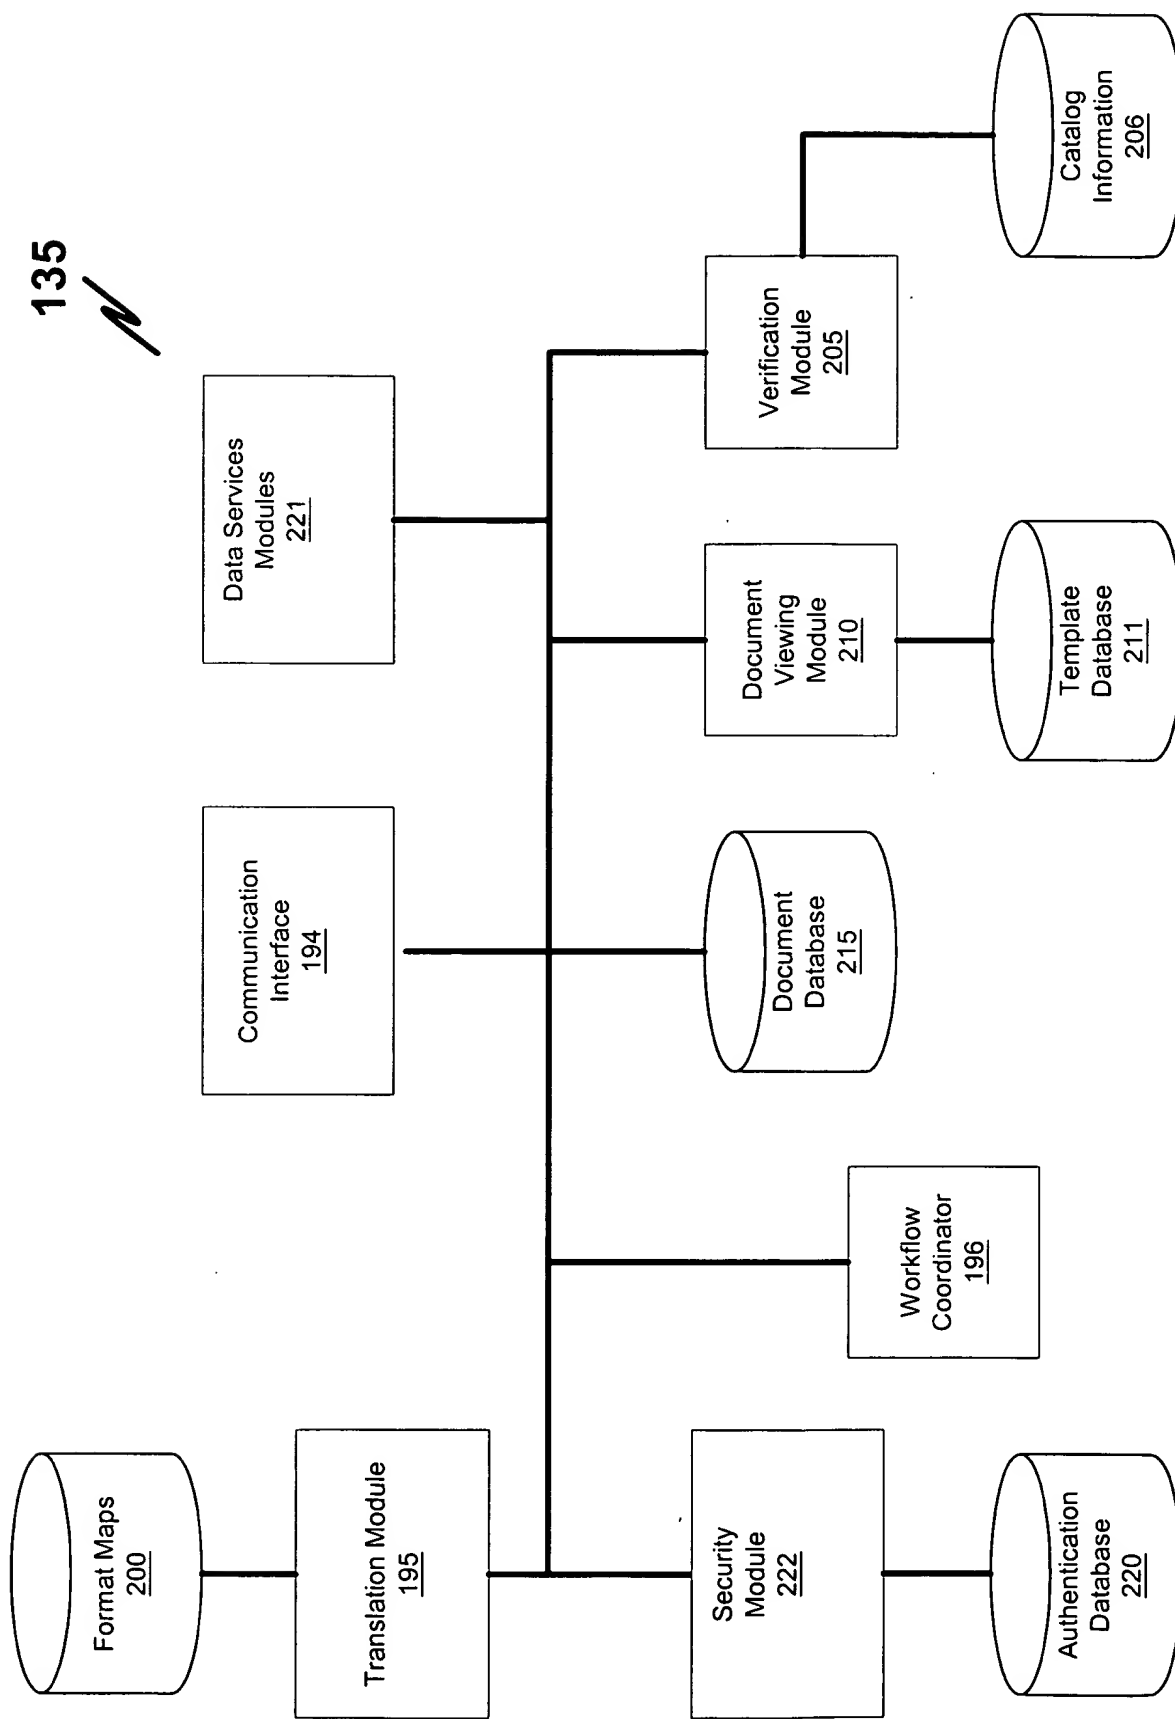 135
Format Maps
200
Translation Module
195
Communication
Interface
194
Data Services
Modules
221
Security
Module
222
Workflow
Coordinator
196
Document
Database
215
Document
Viewing
Module
210
Verification
Module
205
Authentication
Database
220
Template
Database
211
Catalog
Information
206